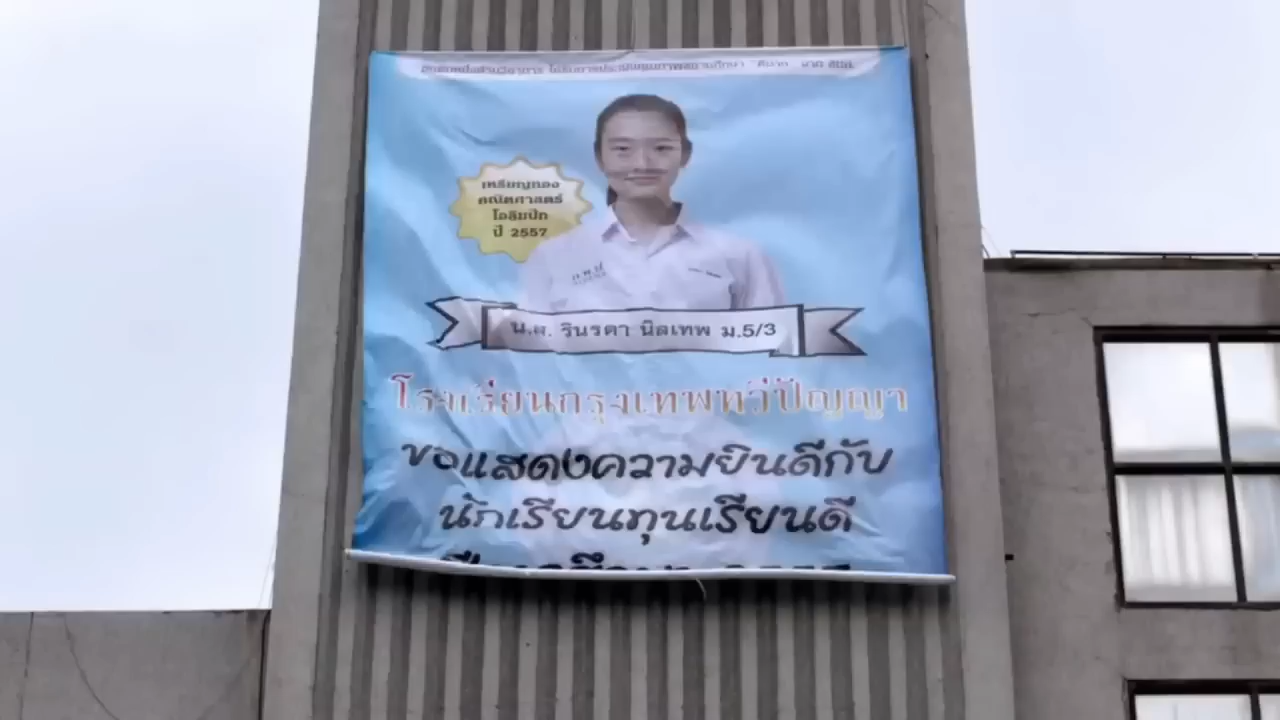 เหรียญทอง
คณิตศาสตร์
โอลิมปิก
ปี 2557
ก.พ.ป
น.ส. รินรดา นิลเทพ ม.5/3
โรงเรียนกรุงเทพทวีปัญญา
ขอแสดงความยินดีกับ
นักเรียนทุนเรียนดี